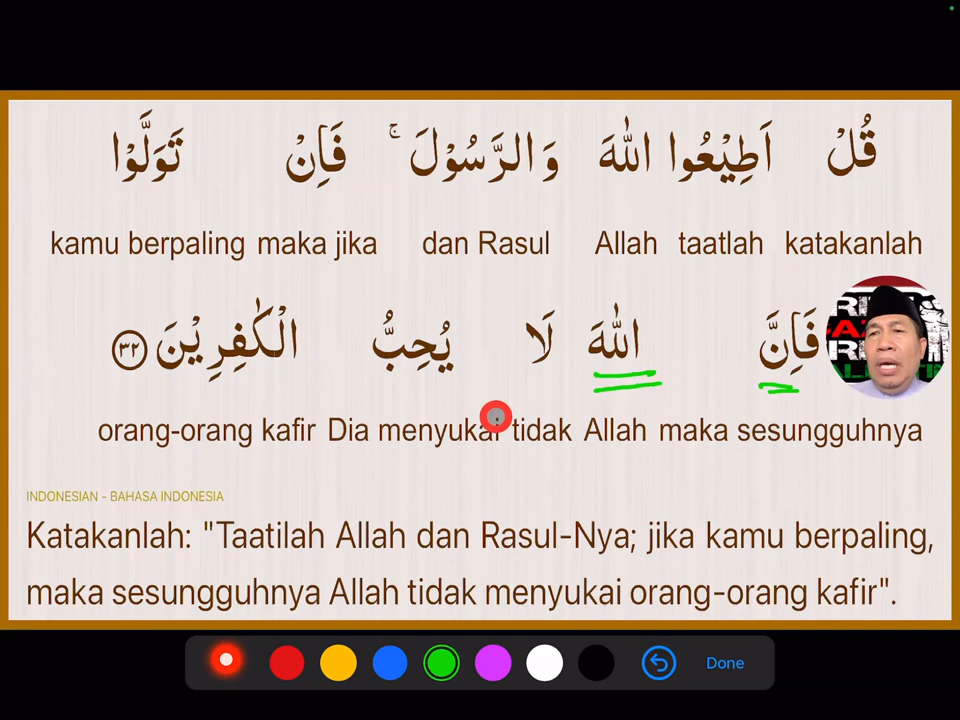 قُلْ اَطِيْعُوا اللّٰهَ وَالرَّسُوْلَ ۚ فَاِنْ تَوَلَّوْا
kamu berpaling maka jika dan Rasul Allah taatlah katakanlah
فَاِنَّ اللّٰهَ لَا يُحِبُّ الْكٰفِرِيْنَ ٣٢
orang-orang kafir Dia menyukai tidak Allah maka sesungguhnya
INDONESIAN - BAHASA INDONESIA
Katakanlah: "Taatilah Allah dan Rasul-Nya; jika kamu berpaling,
maka sesungguhnya Allah tidak menyukai orang-orang kafir".
Done